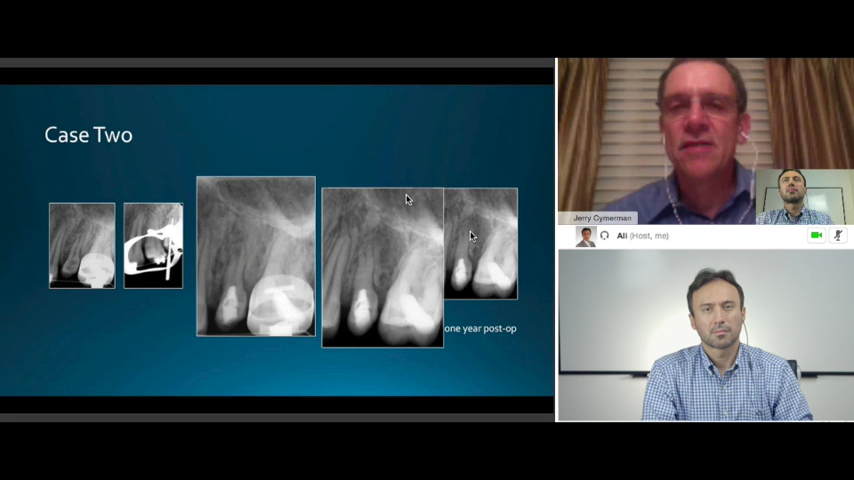 Case Two
one year post-op
Jerry Cymerman
Ali (Host, me)